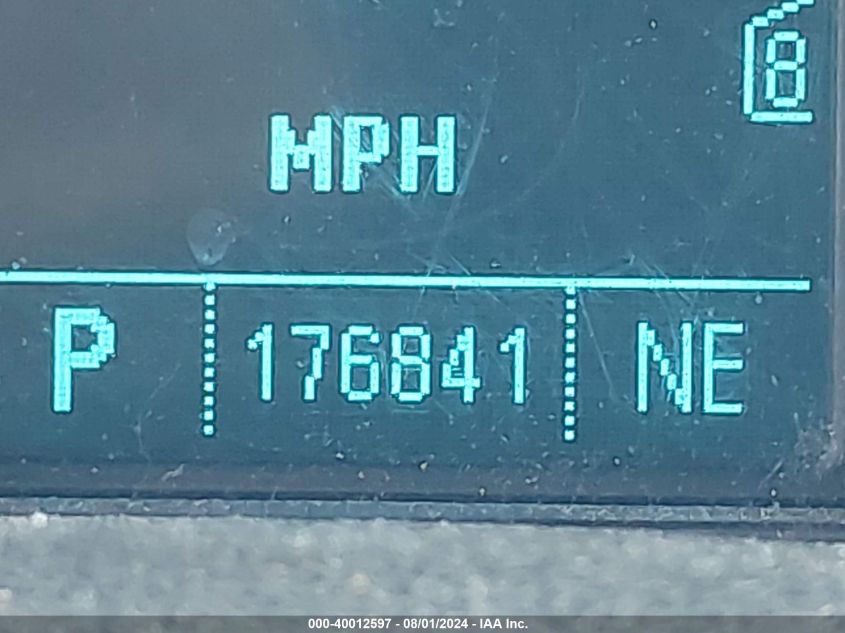 8
MPH
P 176841 NE
000-40012597 - 08/01/2024 - IAA Inc.